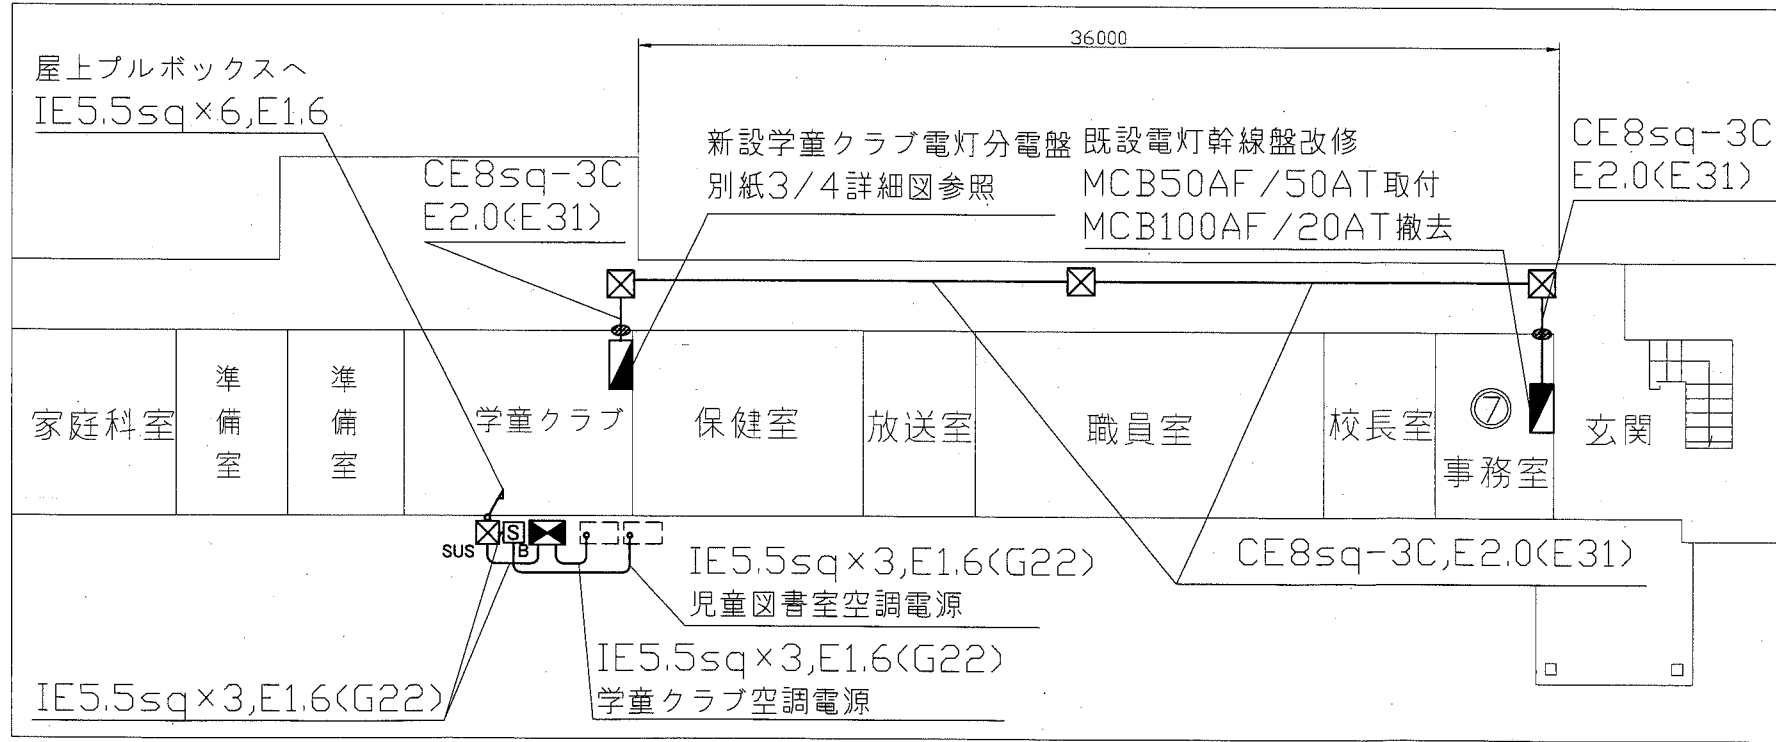 36000
屋上プルボックスへ
IE5.5sq×6,E1.6
CE8sq-3C
E2.0(E31)
新設学童クラブ電灯分電盤
別紙3/4詳細図参照
既設電灯幹線盤改修
MCB50AF/50AT取付
MCB100AF/20AT撤去
CE8sq-3C
E2.0(E31)
家庭科室
準備室
準備室
学童クラブ
保健室
放送室
職員室
校長室
⑦
事務室
玄関
SUS
S
B
IE5.5sq×3,E1.6(G22)
児童図書室空調電源
CE8sq-3C,E2.0(E31)
IE5.5sq×3,E1.6(G22)
学童クラブ空調電源
IE5.5sq×3,E1.6(G22)